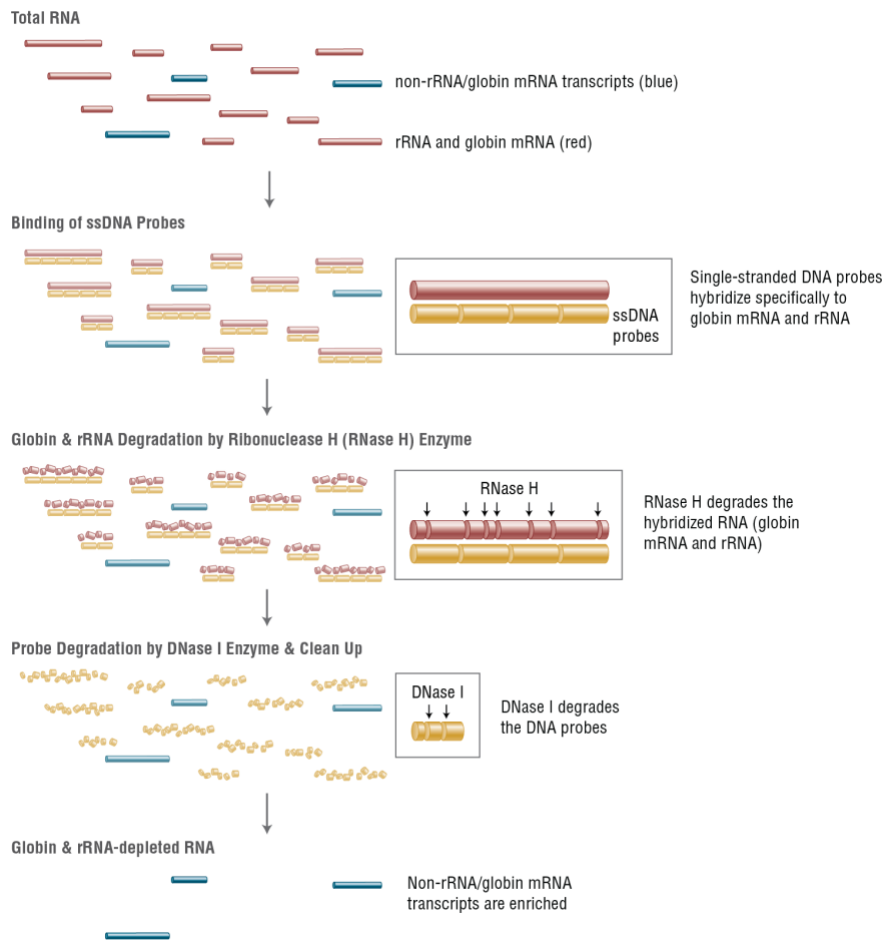 Total RNA
non-rRNA/globin mRNA transcripts (blue)
rRNA and globin mRNA (red)
Binding of ssDNA Probes
ssDNA
probes
Single-stranded DNA probes
hybridize specifically to
globin mRNA and rRNA
Globin & rRNA Degradation by Ribonuclease H (RNase H) Enzyme
RNase H
RNase H degrades the
hybridized RNA (globin
mRNA and rRNA)
Probe Degradation by DNase I Enzyme & Clean Up
DNase I
DNase I degrades
the DNA probes
Globin & rRNA-depleted RNA
Non-rRNA/globin mRNA
transcripts are enriched